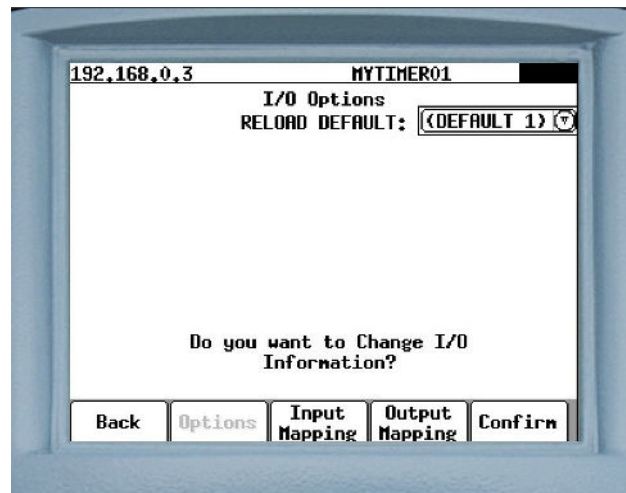 192.168.0.3 MYTIMER01
I/O Options
RELOAD DEFAULT: (DEFAULT 1)
Do you want to Change I/O
Information?
Back Options Input Mapping Output Mapping Confirm